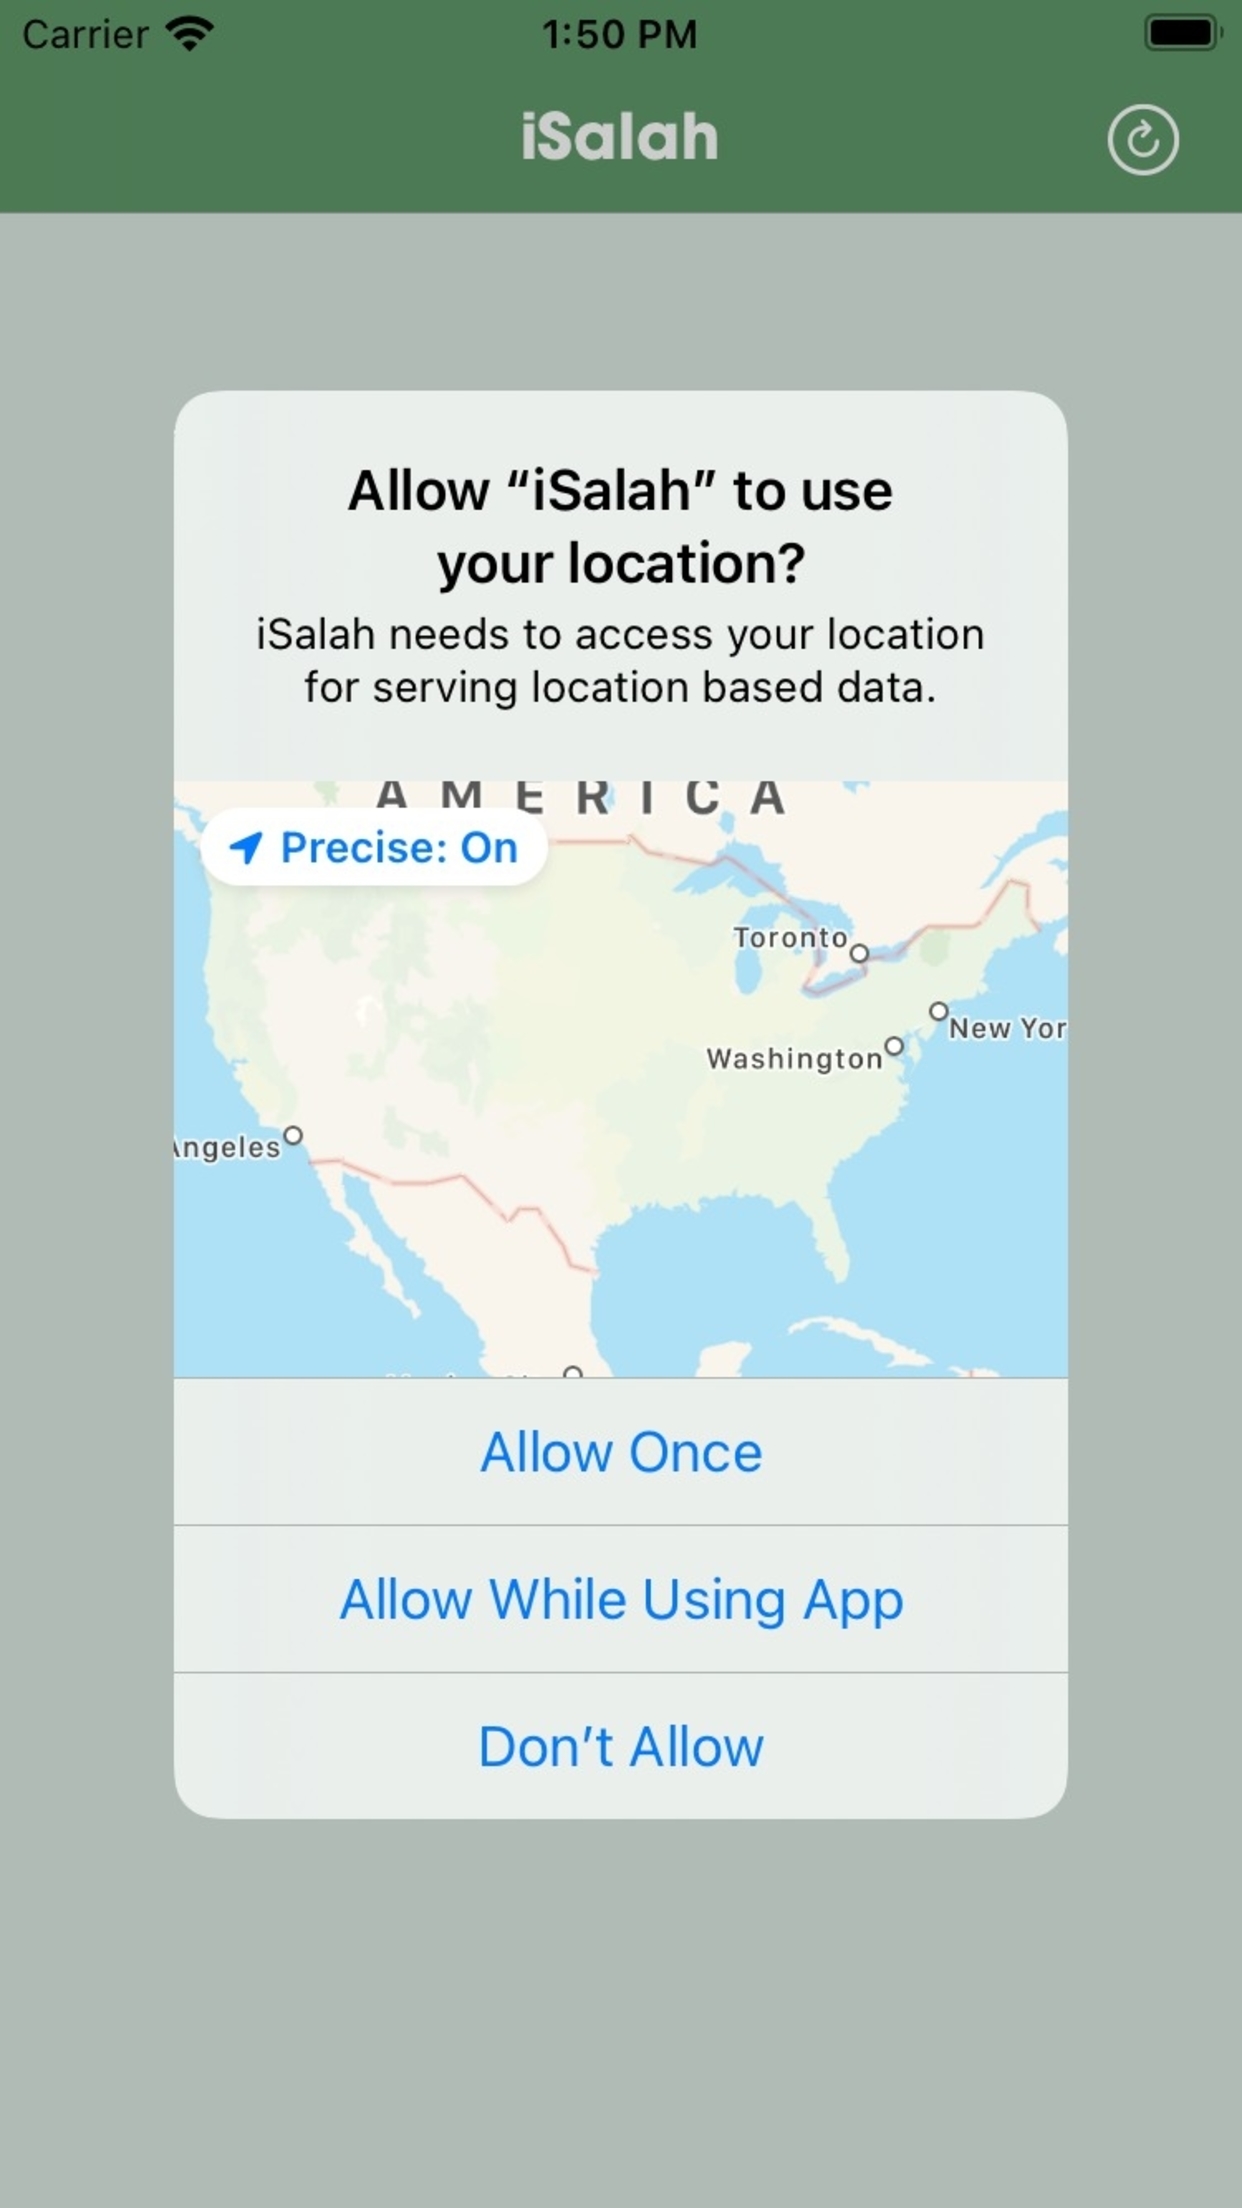 Carrier 1:50 PM
iSalah
Allow “iSalah” to use
your location?
iSalah needs to access your location
for serving location based data.
AMERICA
Precise: On
Toronto
New Yor
Washington
Angeles
Allow Once
Allow While Using App
Don’t Allow